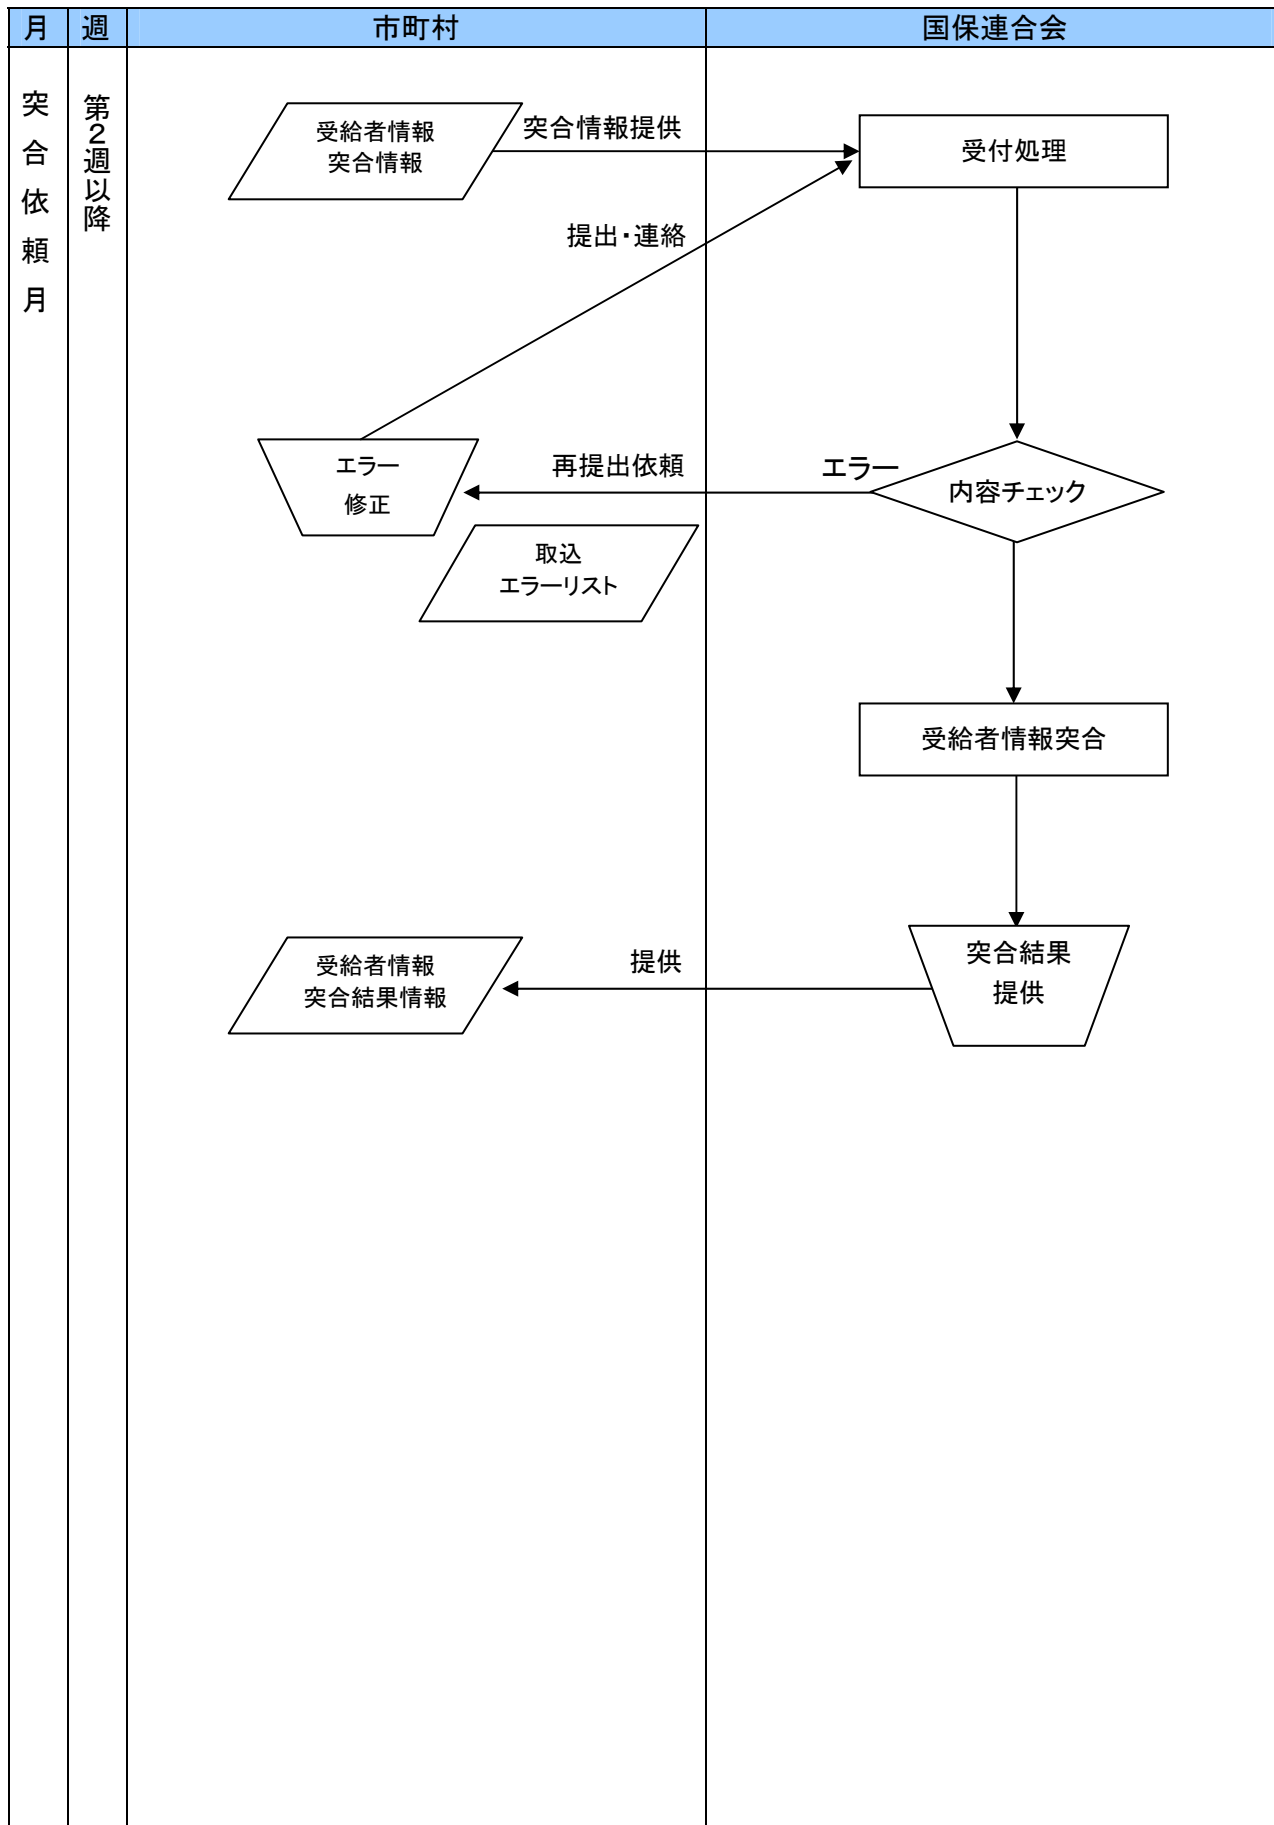 月
週
市町村
国保連合会
突合依頼月
第2週以降
受給者情報
突合情報
突合情報提供
受付処理
提出・連絡
エラー
修正
再提出依頼
エラー
内容チェック
取込
エラーリスト
受給者情報突合
受給者情報
突合結果情報
提供
突合結果
提供